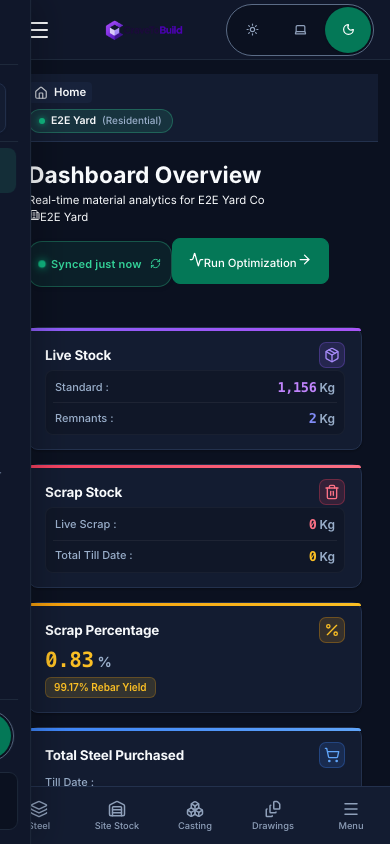 Build
Home
E2E Yard (Residential)
Dashboard Overview
Real-time material analytics for E2E Yard Co
E2E Yard
Synced just now
Run Optimization
Live Stock
Standard : 1,156 Kg
Remnants : 2 Kg
Scrap Stock
Live Scrap : 0 Kg
Total Till Date : 0 Kg
Scrap Percentage
0.83 %
99.17% Rebar Yield
Total Steel Purchased
Till Date :
Steel Site Stock Casting Drawings Menu